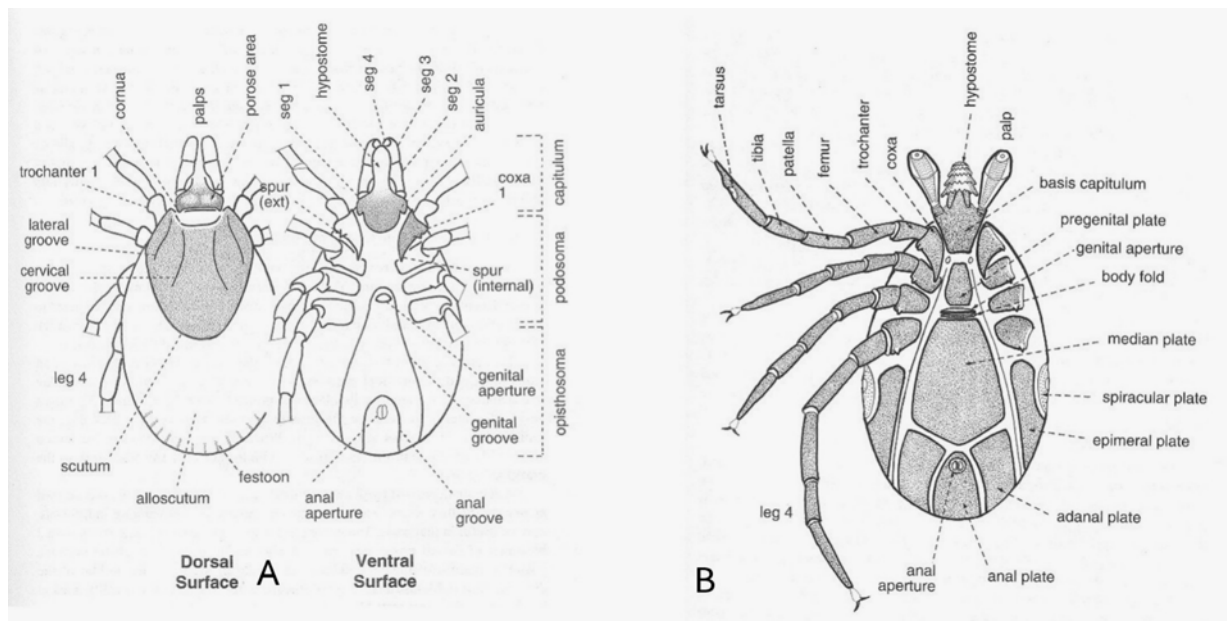 cornua
palps
porose area
seg 1
hypostome
seg 4
seg 3
seg 2
auricula
trochanter 1
spur
(ext)
coxa
1
lateral
groove
cervical
groove
spur
(internal)
capitulum
podosoma
opisthosoma
leg 4
genital
aperture
genital
groove
scutum
festoon
alloscutum
anal
aperture
anal
groove
Dorsal
Surface
A
Ventral
Surface
tarsus
tibia
patella
femur
trochanter
coxa
hypostome
palp
basis capitulum
pregenital plate
genital aperture
body fold
median plate
spiracular plate
epimeral plate
leg 4
adanal plate
anal
aperture
anal plate
B